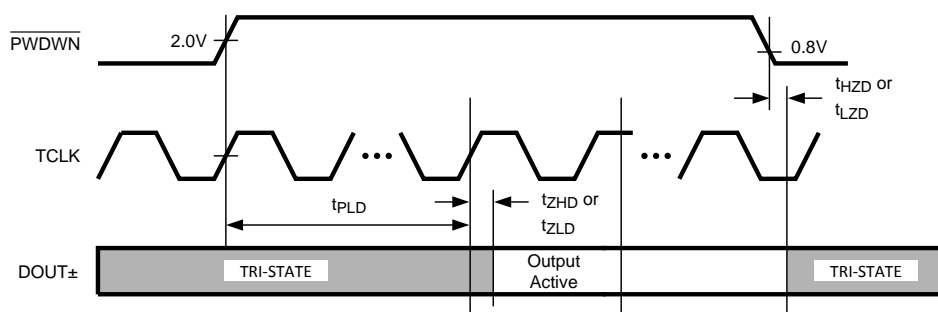 PWDWN
2.0V
0.8V
tHZD or
tLZD
TCLK
•••
•••
tPLD
tZHD or
tZLD
DOUT±
TRI-STATE
Output
Active
TRI-STATE